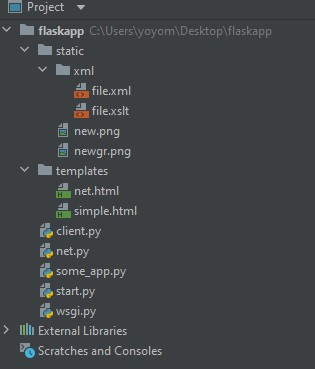 Project
flaskapp C:\Users\yoyom\Desktop\flaskapp
static
xml
file.xml
file.xslt
new.png
newgr.png
templates
net.html
simple.html
client.py
net.py
some_app.py
start.py
wsgi.py
External Libraries
Scratches and Consoles